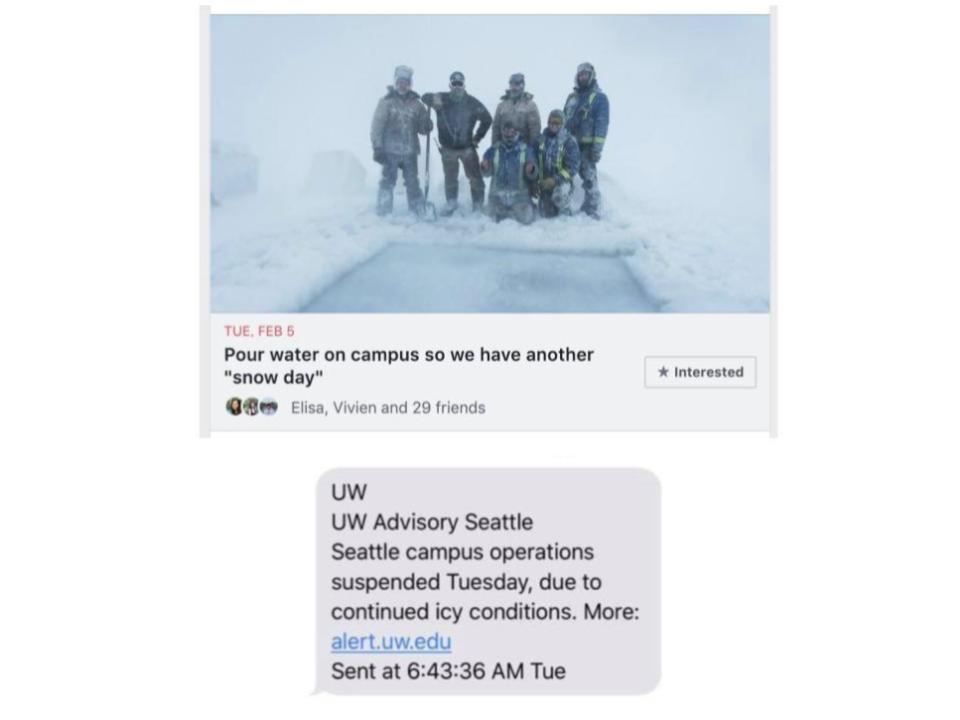 TUE, FEB 5
Pour water on campus so we have another
"snow day"
★ Interested
Elisa, Vivien and 29 friends
UW
UW Advisory Seattle
Seattle campus operations
suspended Tuesday, due to
continued icy conditions. More:
alert.uw.edu
Sent at 6:43:36 AM Tue